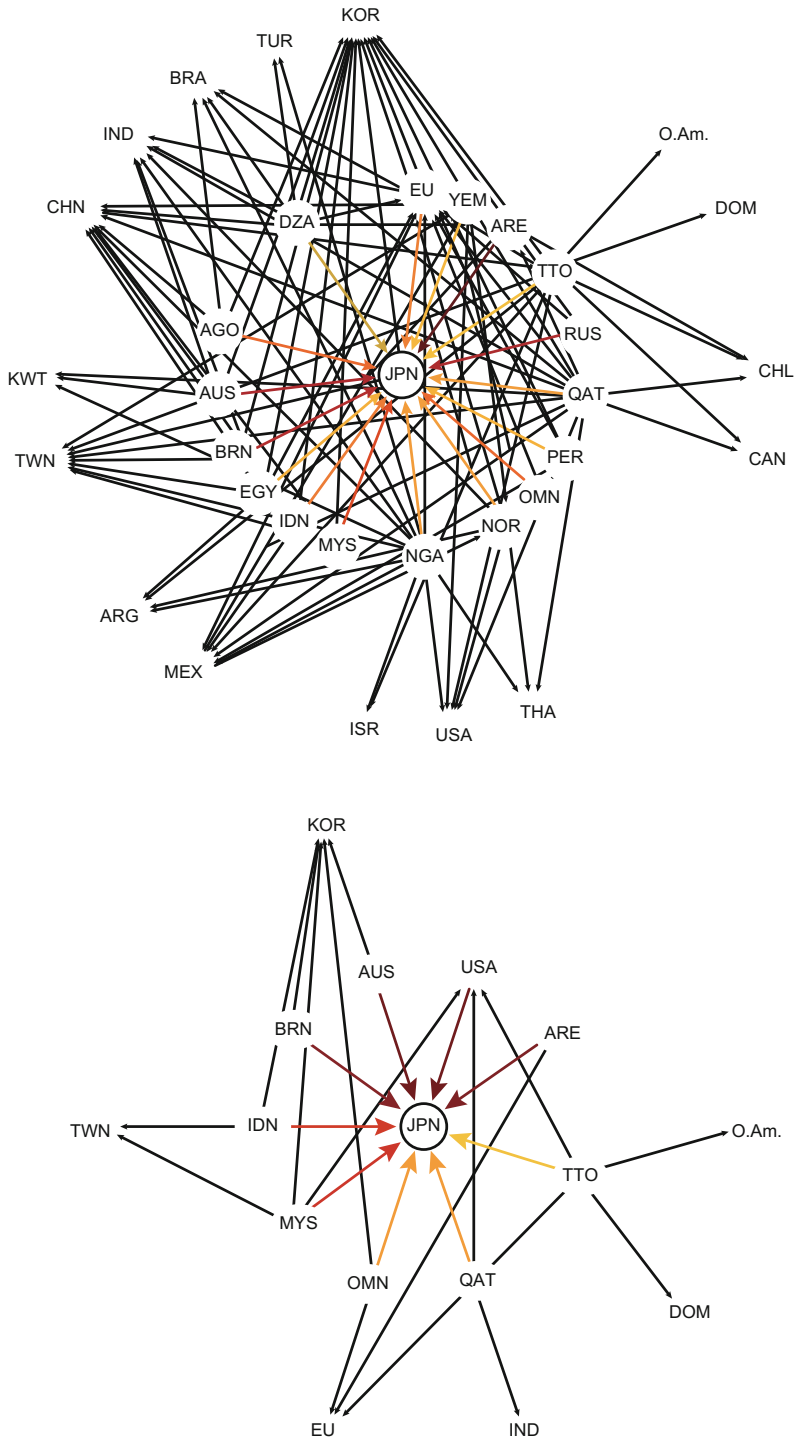 KOR
TUR
BRA
IND
O.Am.
EU
YEM
CHN
DOM
DZA
ARE
TTO
AGO
RUS
CHL
JPN
KWT
AUS
QAT
BRN
PER
TWN
CAN
EGY
OMN
IDN
NOR
MYS
NGA
ARG
MEX
THA
ISR
USA
KOR
AUS
USA
BRN
ARE
IDN
JPN
TWN
O.Am.
TTO
MYS
OMN
QAT
DOM
EU
IND